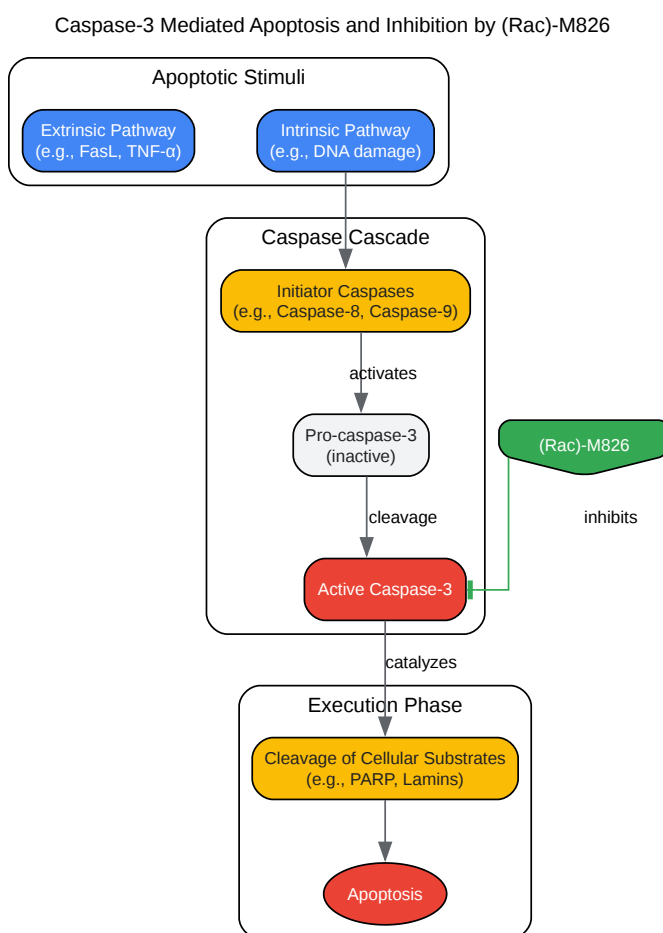 Caspase-3 Mediated Apoptosis and Inhibition by (Rac)-M826
Apoptotic Stimuli
Extrinsic Pathway
(e.g., FasL, TNF-α)
Intrinsic Pathway
(e.g., DNA damage)
Caspase Cascade
Initiator Caspases
(e.g., Caspase-8, Caspase-9)
activates
Pro-caspase-3
(inactive)
(Rac)-M826
cleavage
inhibits
Active Caspase-3
catalyzes
Execution Phase
Cleavage of Cellular Substrates
(e.g., PARP, Lamins)
Apoptosis